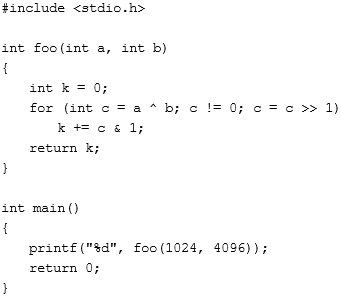 #include <stdio.h>
int foo(int a, int b)
{
    int k = 0;
    for (int c = a ^ b; c != 0; c = c >> 1)
        k += c & 1;
    return k;
}
int main()
{
    printf("%d", foo(1024, 4096));
    return 0;
}